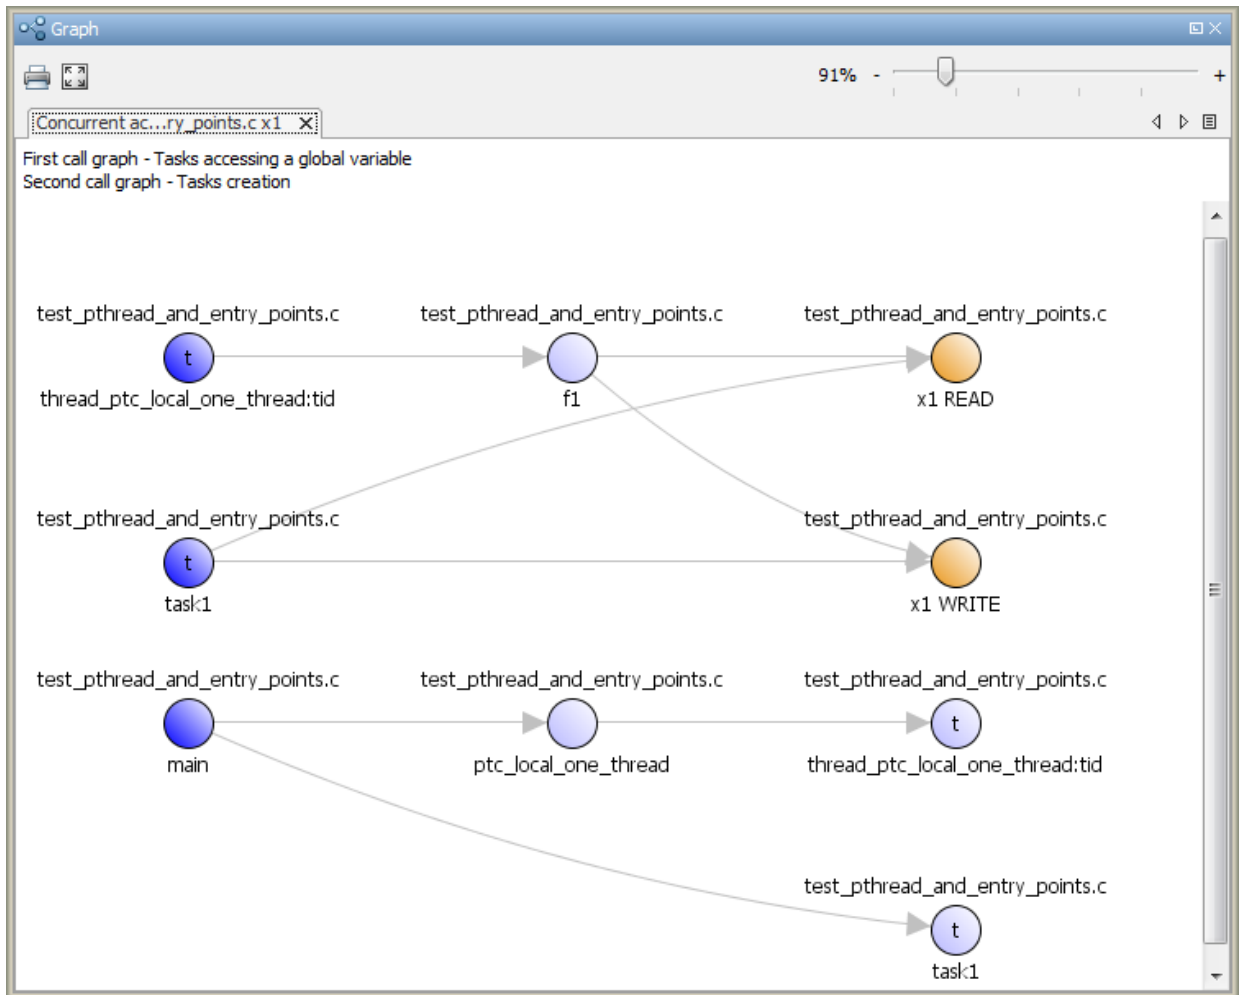 Graph
91% - +
Concurrent ac...ry_points.c x1 X
First call graph - Tasks accessing a global variable
Second call graph - Tasks creation
test_pthread_and_entry_points.c test_pthread_and_entry_points.c test_pthread_and_entry_points.c
t
thread_ptc_local_one_thread:tid f1 x1 READ
test_pthread_and_entry_points.c test_pthread_and_entry_points.c
t
task1 x1 WRITE
test_pthread_and_entry_points.c test_pthread_and_entry_points.c test_pthread_and_entry_points.c
t
main ptc_local_one_thread thread_ptc_local_one_thread:tid
test_pthread_and_entry_points.c
t
task1